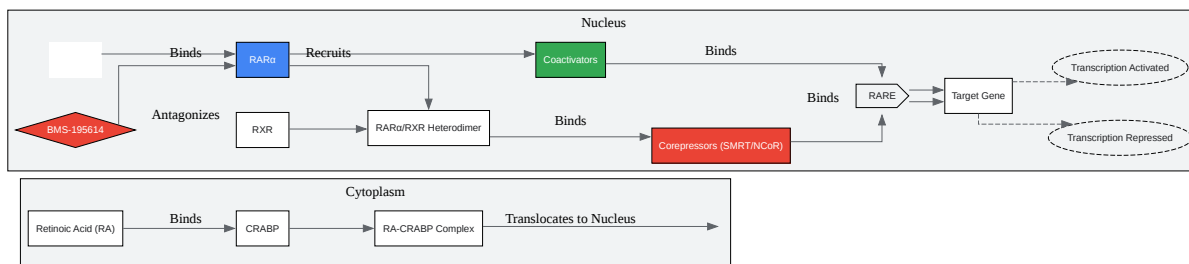 Nucleus
Binds
RARα
Recruits
Coactivators
Binds
Transcription Activated
BMS-195614
Antagonizes
RXR
RARα/RXR Heterodimer
Binds
Corepressors (SMRT/NCoR)
Binds
RARE
Target Gene
Transcription Repressed
Cytoplasm
Retinoic Acid (RA)
Binds
CRABP
RA-CRABP Complex
Translocates to Nucleus